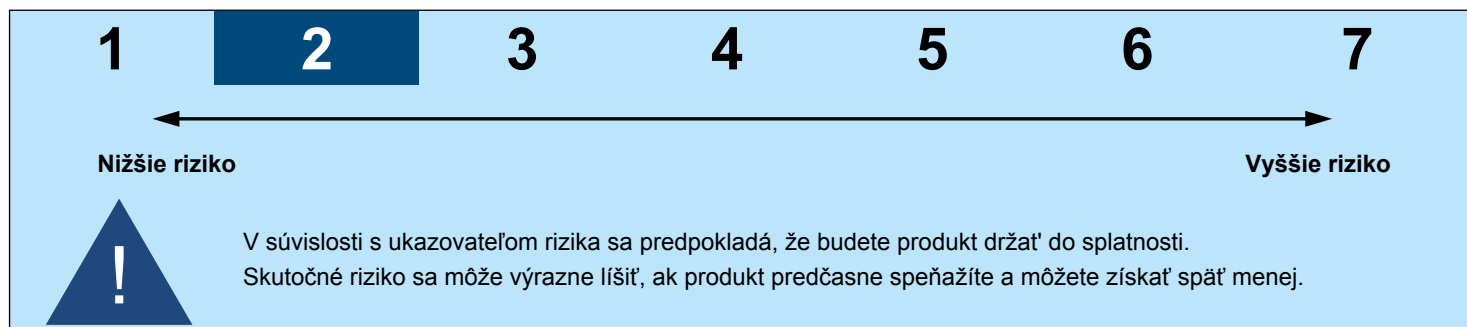 1 2 3 4 5 6 7
Nižšie riziko Vyššie riziko
V súvislosti s ukazovateľom rizika sa predpokladá, že budete produkt držat' do splatnosti.
! Skutočné riziko sa môže výrazne líšiť, ak produkt predčasne speňažíte a môžete získať späť menej.